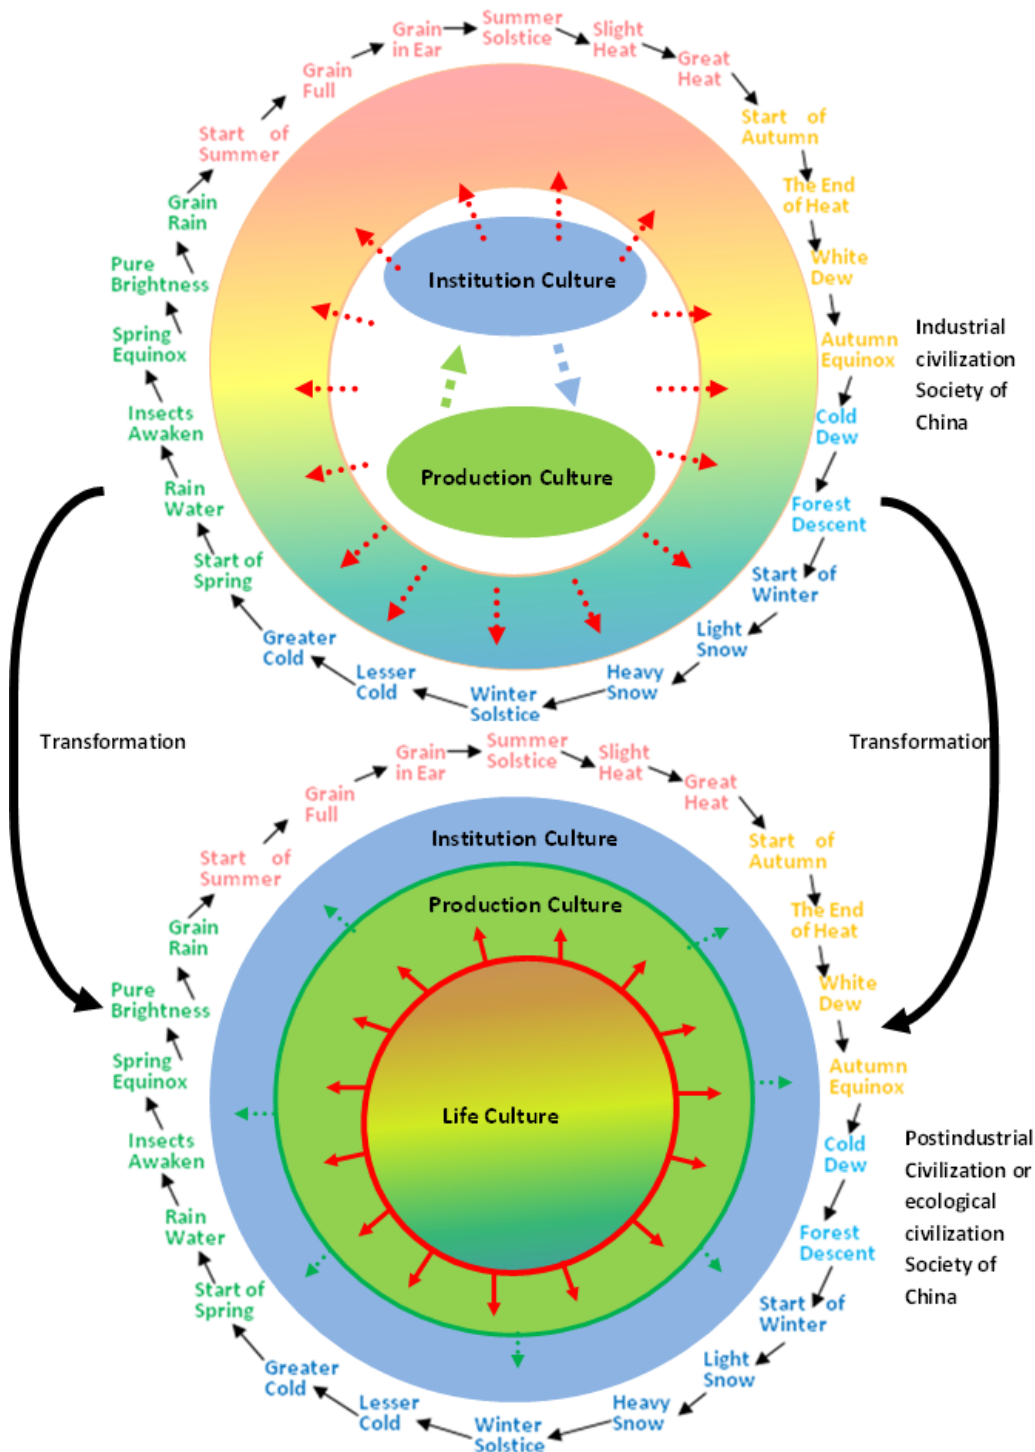 Summer
Solstice
Grain
in Ear
Slight
Heat
Grain
Full
Great
Heat
Start of
Summer
Start of
Autumn
Grain
Rain
The End
of Heat
Pure
Brightness
White
Dew
Institution Culture
Spring
Equinox
Autumn
Equinox
Industrial
civilization
Society of
China
Insects
Awaken
Cold
Dew
Production Culture
Rain
Water
Forest
Descent
Start of
Spring
Start of
Winter
Greater
Cold
Light
Snow
Lesser
Cold
Heavy
Snow
Winter
Solstice
Transformation
Transformation
Summer
Solstice
Grain
in Ear
Slight
Heat
Grain
Full
Great
Heat
Institution Culture
Start of
Summer
Start of
Autumn
Production Culture
Grain
Rain
The End
of Heat
Pure
Brightness
White
Dew
Spring
Equinox
Autumn
Equinox
Life Culture
Insects
Awaken
Cold
Dew
Postindustrial
Civilization or
ecological
civilization
Society of
China
Rain
Water
Forest
Descent
Start of
Spring
Start of
Winter
Greater
Cold
Light
Snow
Lesser
Cold
Heavy
Snow
Winter
Solstice